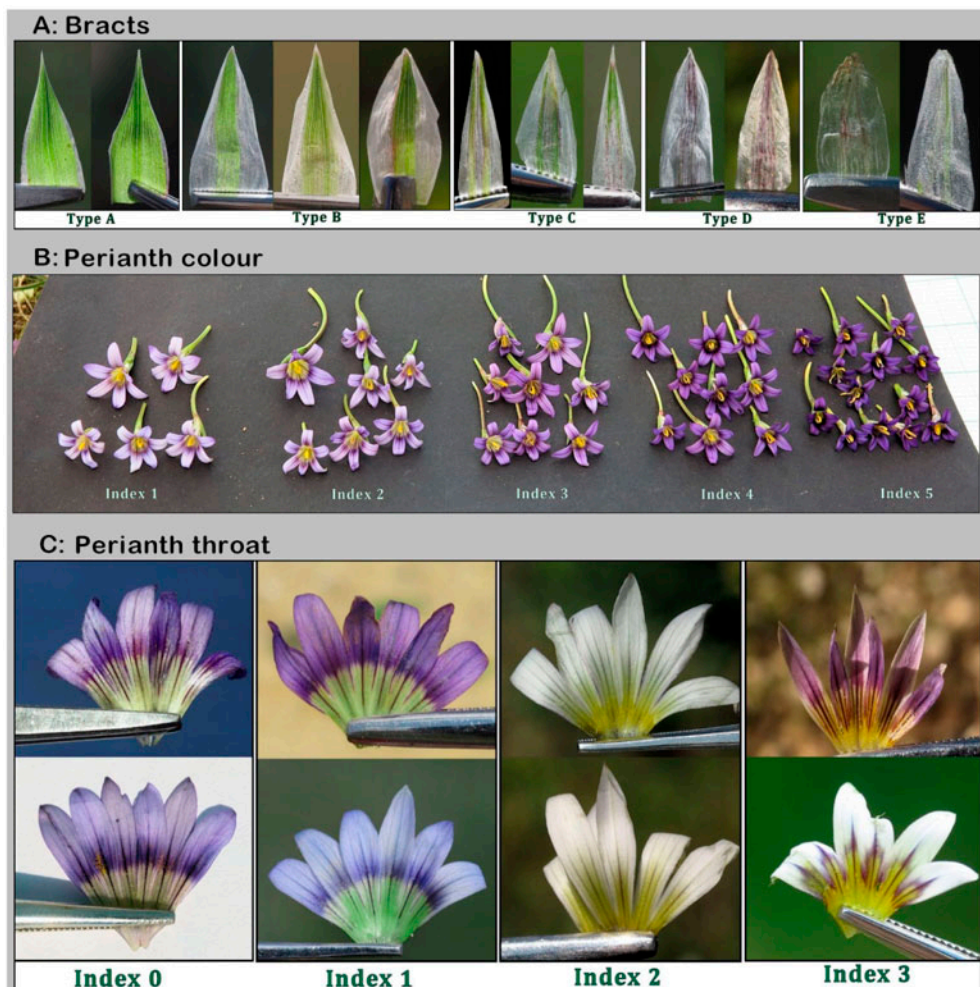 A: Bracts
Type A Type B Type C Type D Type E
B: Perianth colour
Index 1 Index 2 Index 3 Index 4 Index 5
C: Perianth throat
Index 0 Index 1 Index 2 Index 3